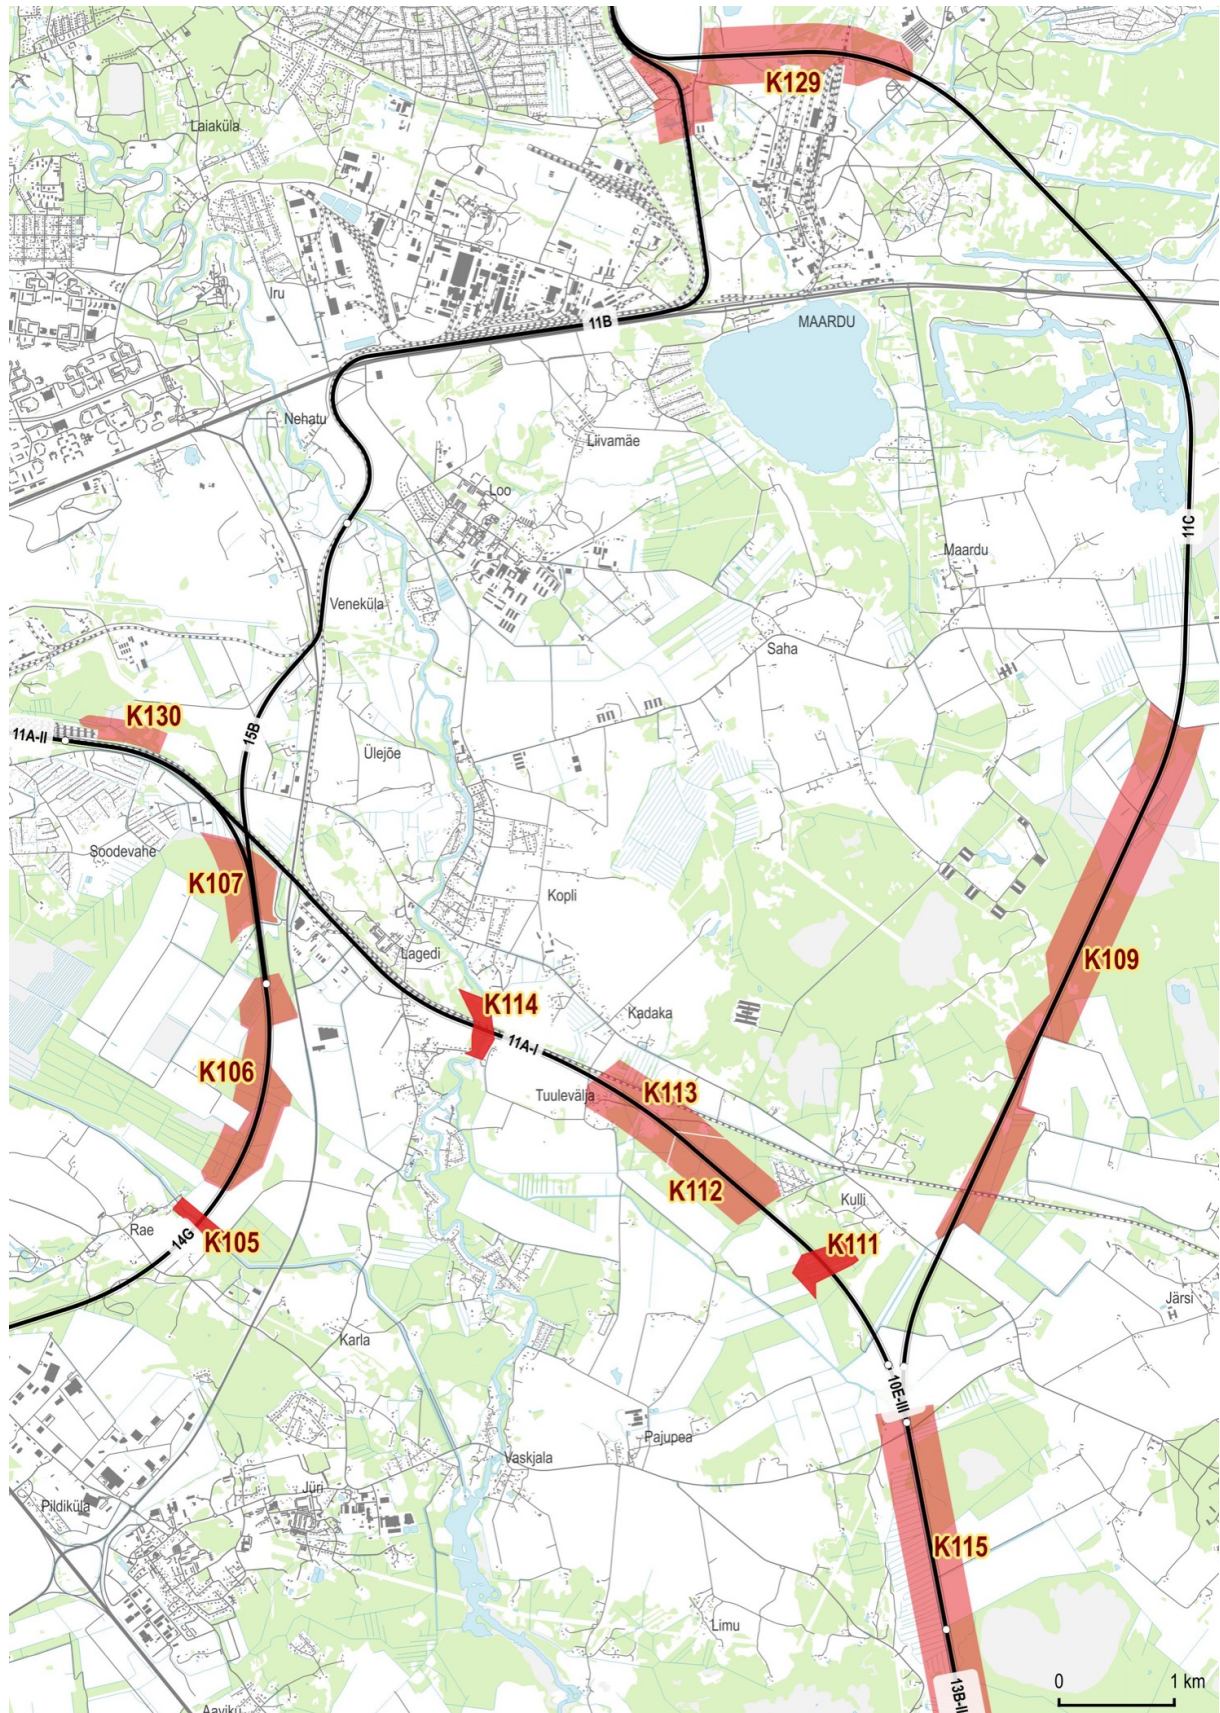 K129
Laiaküla
Iru
11B
MAARDU
Nehatu
Liivamäe
Loo
11C
Maardu
Veneküla
Saha
K130
11A-II
15B
Ülejõe
Soodevahe
K107
Kopli
Lagedi
K109
K114
Kadaka
11A-I
K106
Tuulevälja
K113
K112
Kulli
Rae
14G
K105
K111
Järsi
Karla
10E-III
Pajupea
Vaskjala
Jüri
Pildiküla
K115
Limu
0 1 km
13B-II
Aaviku